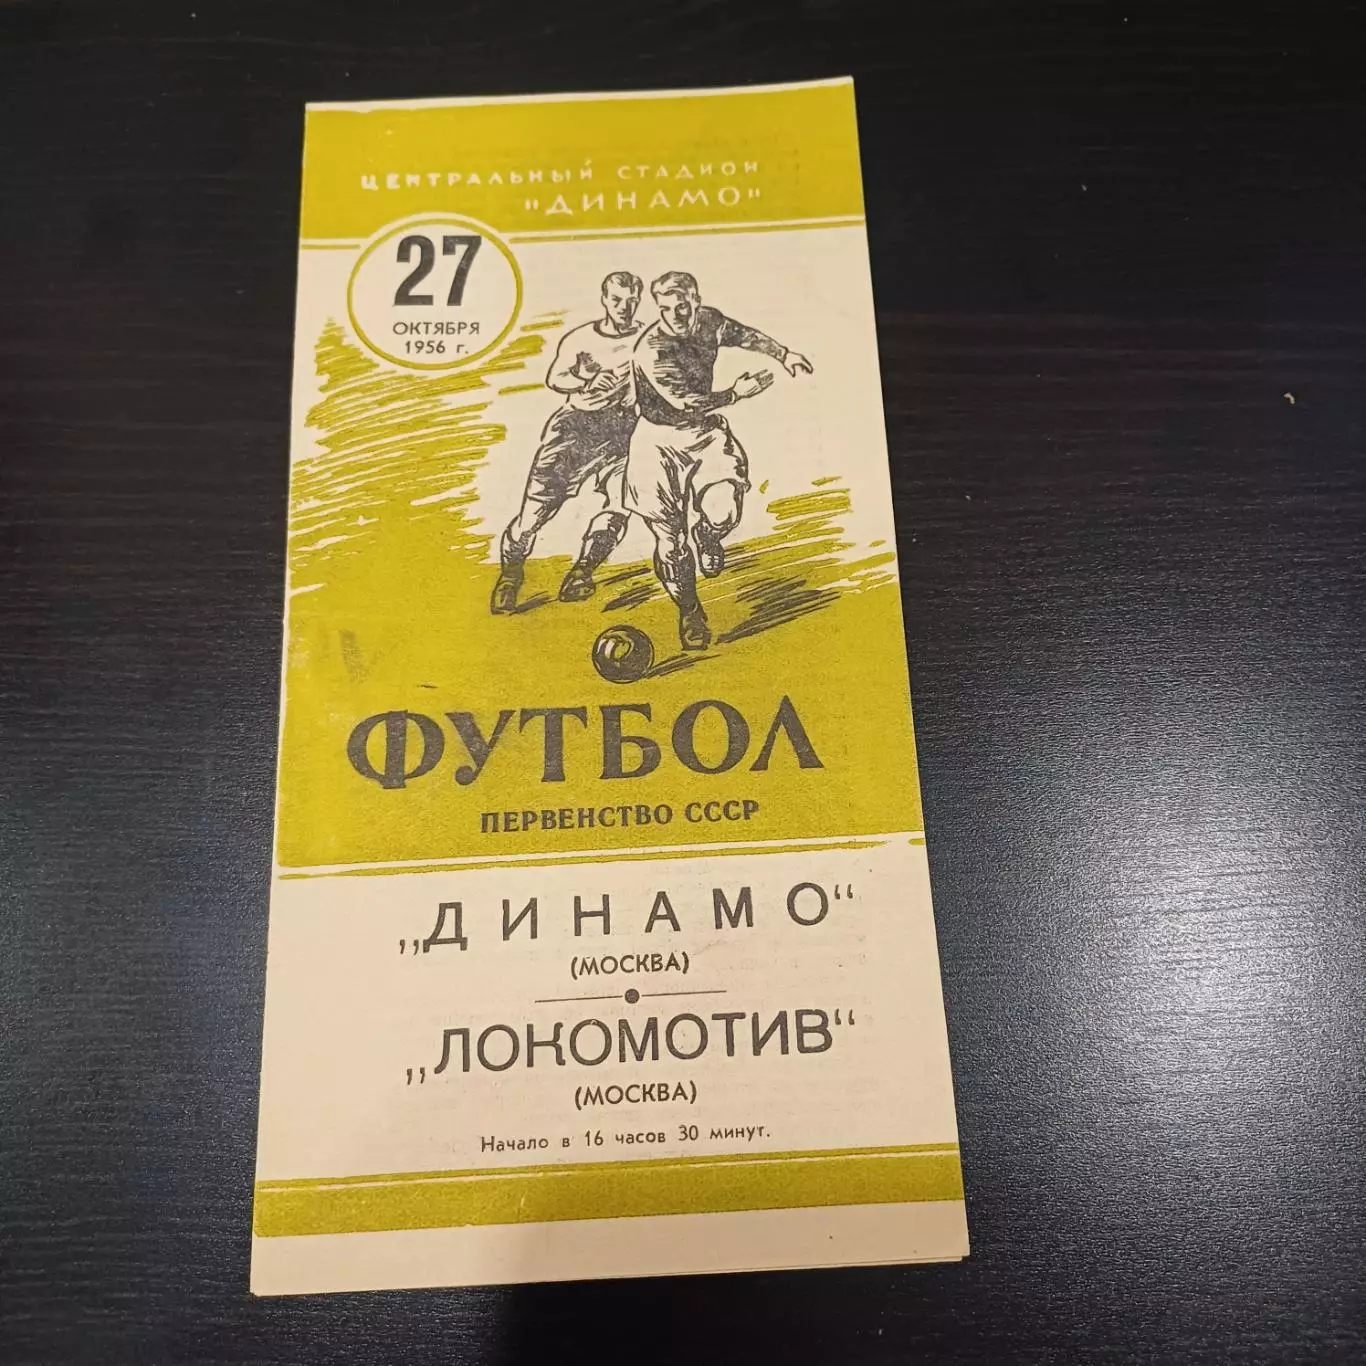 ЦЕНТРАЛЬНЫЙ СТАДИОН
"ДИНАМО"
27
ОКТЯБРЯ
1956 г.
ФУТБОЛ
ПЕРВЕНСТВО СССР
„ДИНАМО“
(МОСКВА)
„ЛОКОМОТИВ“
(МОСКВА)
Начало в 16 часов 30 минут.